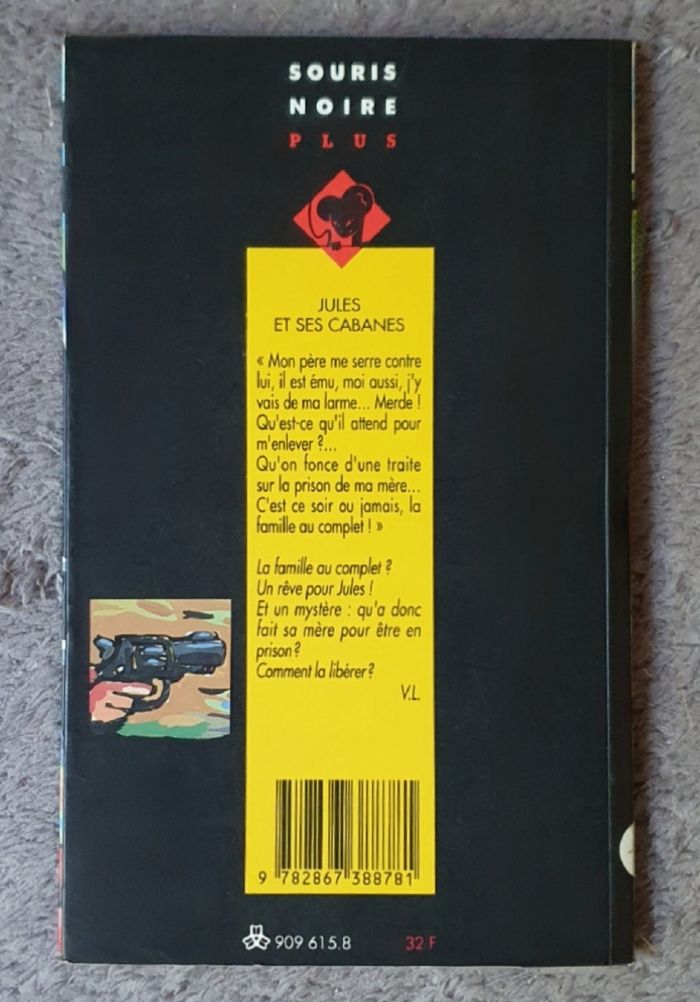 SOURIS
NOIRE
PLUS
JULES
ET SES CABANES
« Mon père me serre contre
lui, il est ému, moi aussi, j'y
vais de ma larme... Merde !
Qu'est-ce qu'il attend pour
m'enlever ?...
Qu'on fonce d'une traite
sur la prison de ma mère...
C'est ce soir ou jamais, la
famille au complet ! »
La famille au complet ?
Un rêve pour Jules !
Et un mystère : qu'a donc
fait sa mère pour être en
prison ?
Comment la libérer ?
V.L.
9 782867 388781
909 615.8 32 F